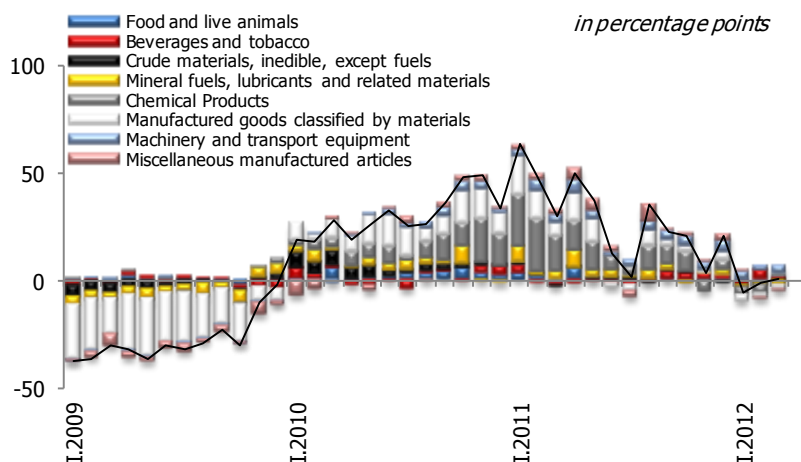 in percentage points
Food and live animals
Beverages and tobacco
Crude materials, inedible, except fuels
Mineral fuels, lubricants and related materials
Chemical Products
Manufactured goods classified by materials
Machinery and transport equipment
Miscellaneous manufactured articles
100
50
0
-50
I.2009
I.2010
I.2011
I.2012